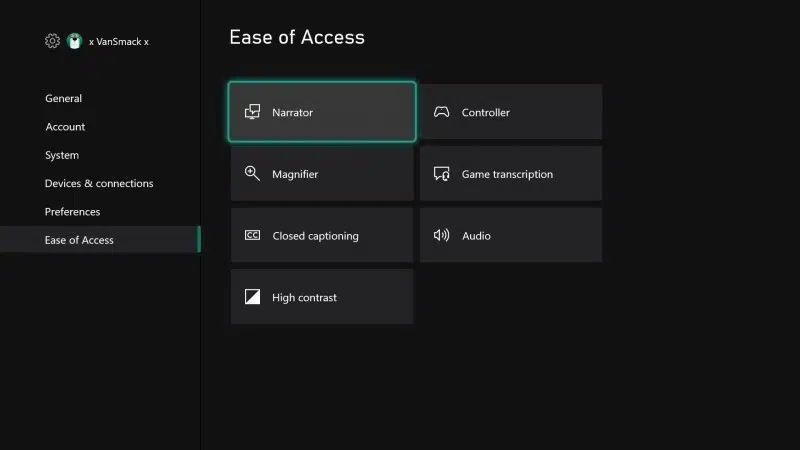 x VanSmack x
General
Account
System
Devices & connections
Preferences
Ease of Access
Ease of Access
Narrator
Controller
Magnifier
Game transcription
CC Closed captioning
Audio
High contrast